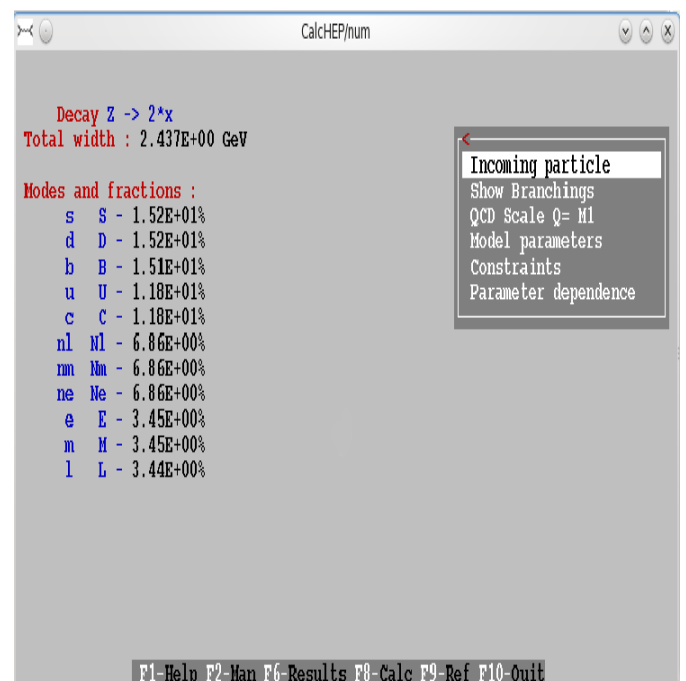 CalcHEP/num
Decay Z -> 2*x
Total width : 2.437E+00 GeV
Modes and fractions :
s S - 1.52E+01%
d D - 1.52E+01%
b B - 1.51E+01%
u U - 1.18E+01%
c C - 1.18E+01%
nl Nl - 6.86E+00%
nm Nm - 6.86E+00%
ne Ne - 6.86E+00%
e E - 3.45E+00%
m M - 3.45E+00%
l L - 3.44E+00%
<
Incoming particle
Show Branchings
QCD Scale Q= M1
Model parameters
Constraints
Parameter dependence
F1-Help F2-Man F6-Results F8-Calc F9-Ref F10-Quit